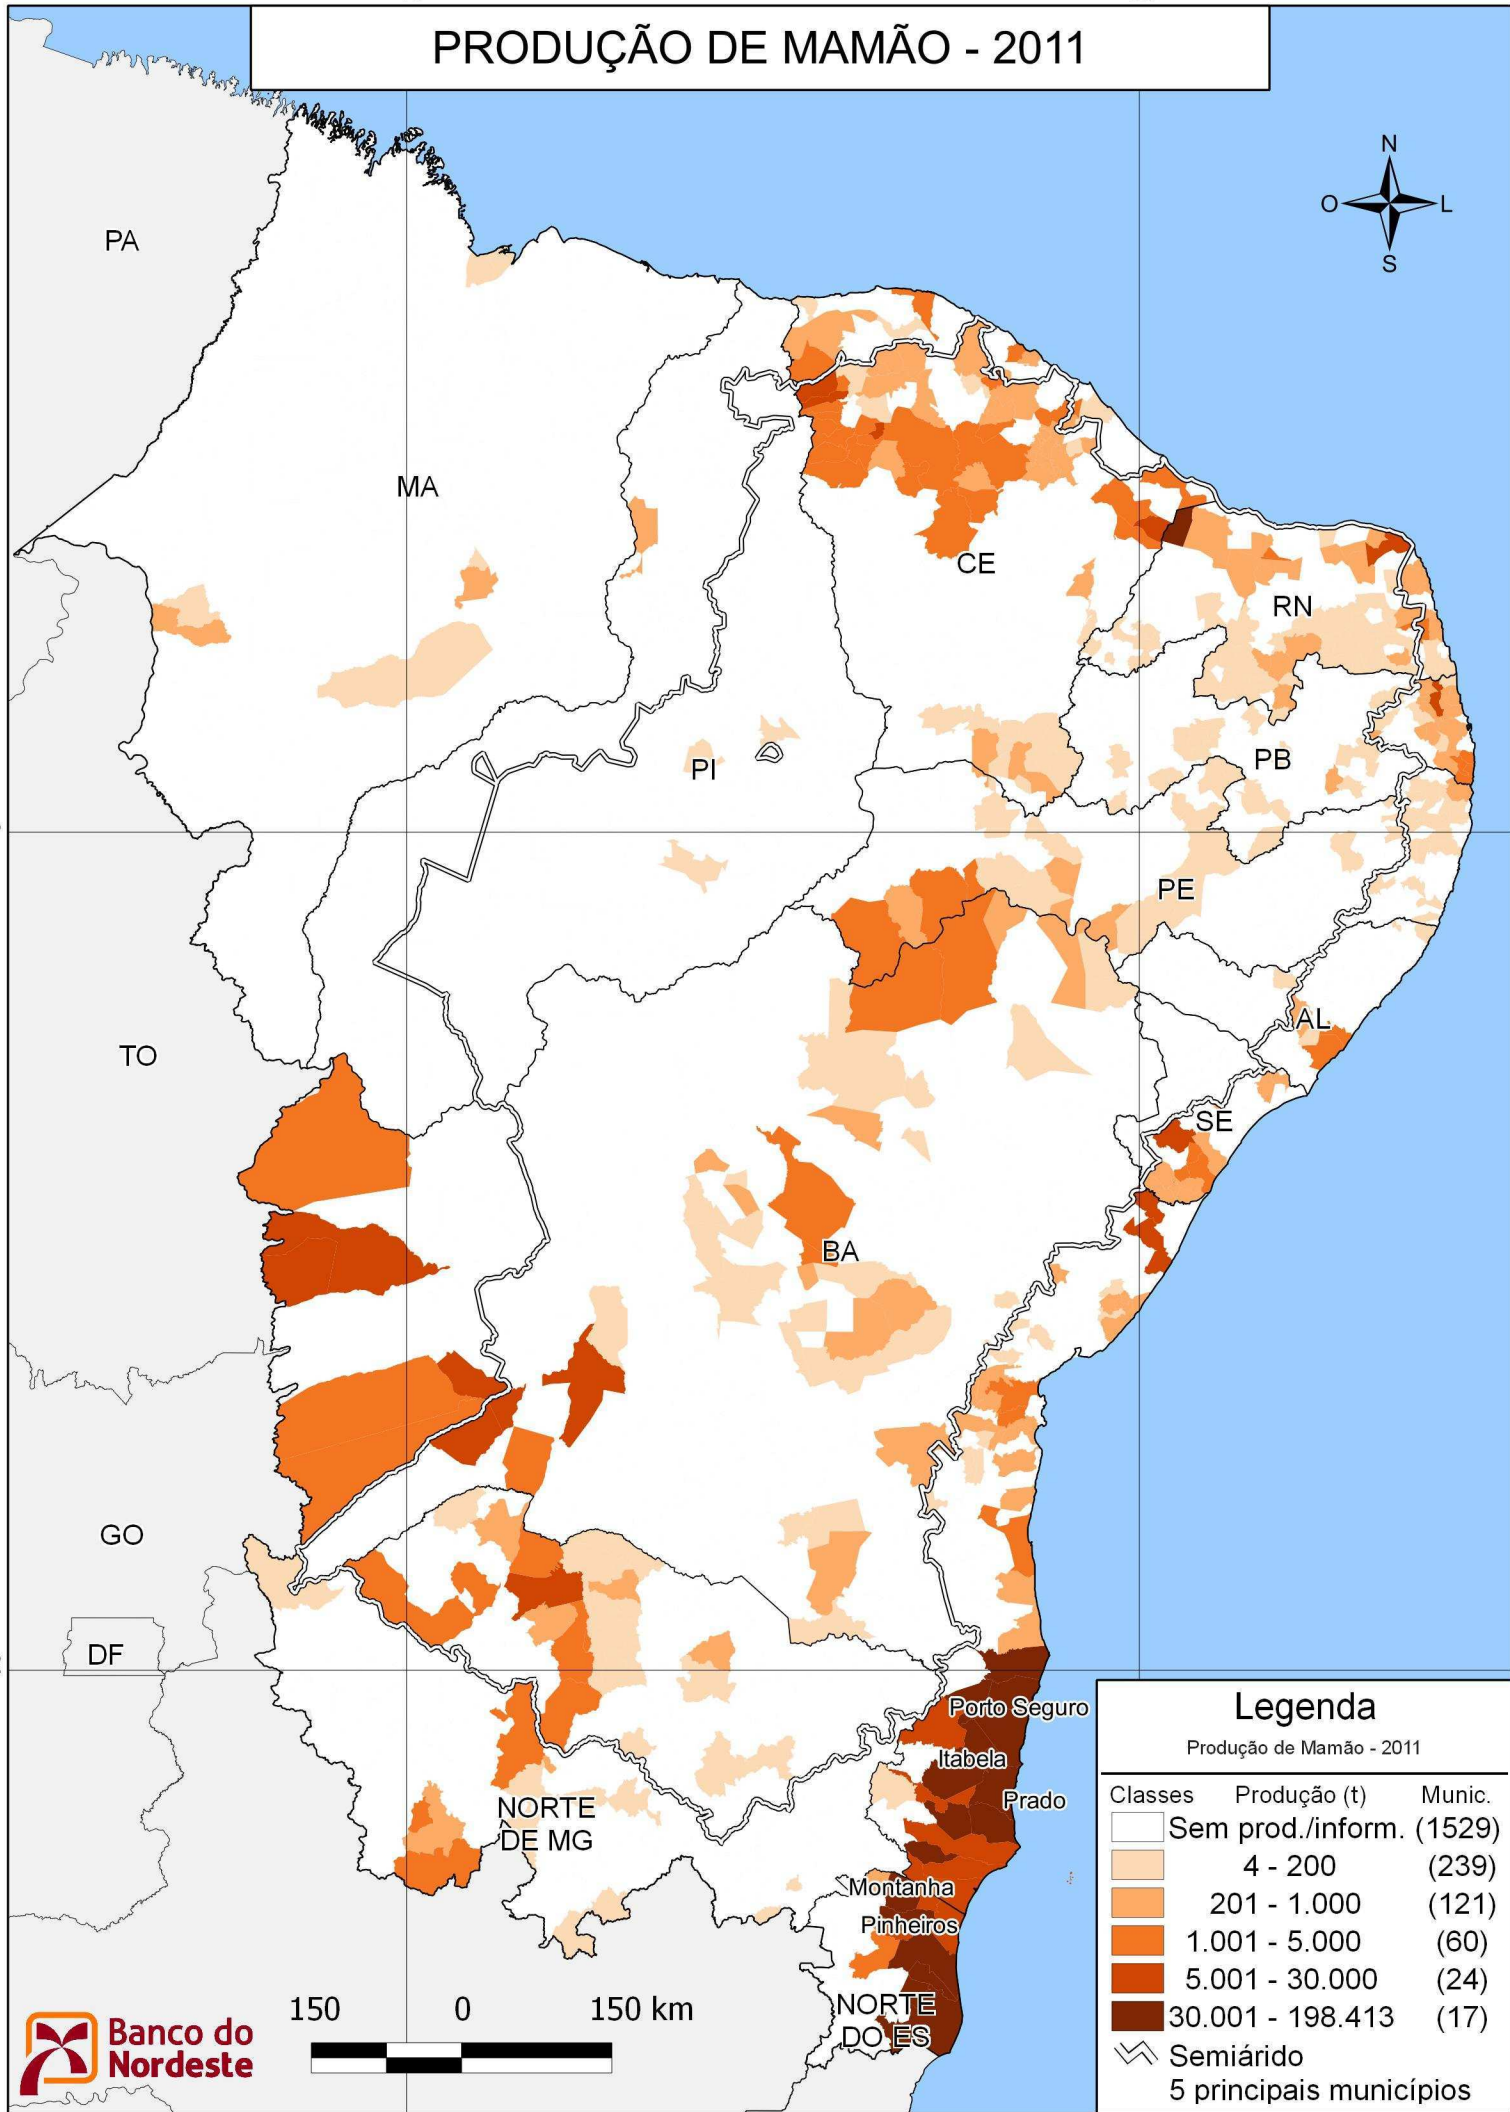 PRODUÇÃO DE MAMÃO - 2011
N
O
L
S
PA
MA
CE
RN
PI
PB
PE
TO
AL
SE
BA
GO
DF
Porto Seguro
Itabela
Prado
NORTE
DE MG
Montanha
Pinheiros
NORTE
DO ES
Legenda
Produção de Mamão - 2011
Classes Produção (t) Munic.
Sem prod./inform. (1529)
4 - 200 (239)
201 - 1.000 (121)
1.001 - 5.000 (60)
5.001 - 30.000 (24)
30.001 - 198.413 (17)
Semiárido
5 principais municípios
150 0 150 km
Banco do
Nordeste